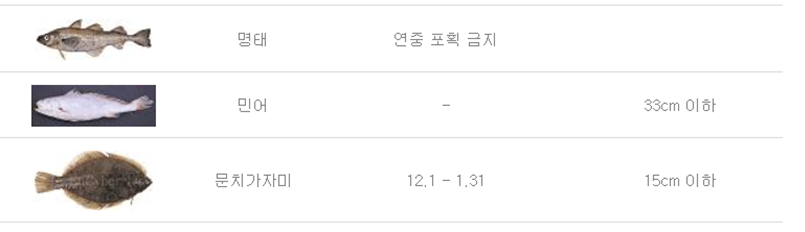 명태 연중 포획 금지
민어 - 33cm 이하
문치가자미 12.1 - 1.31 15cm 이하